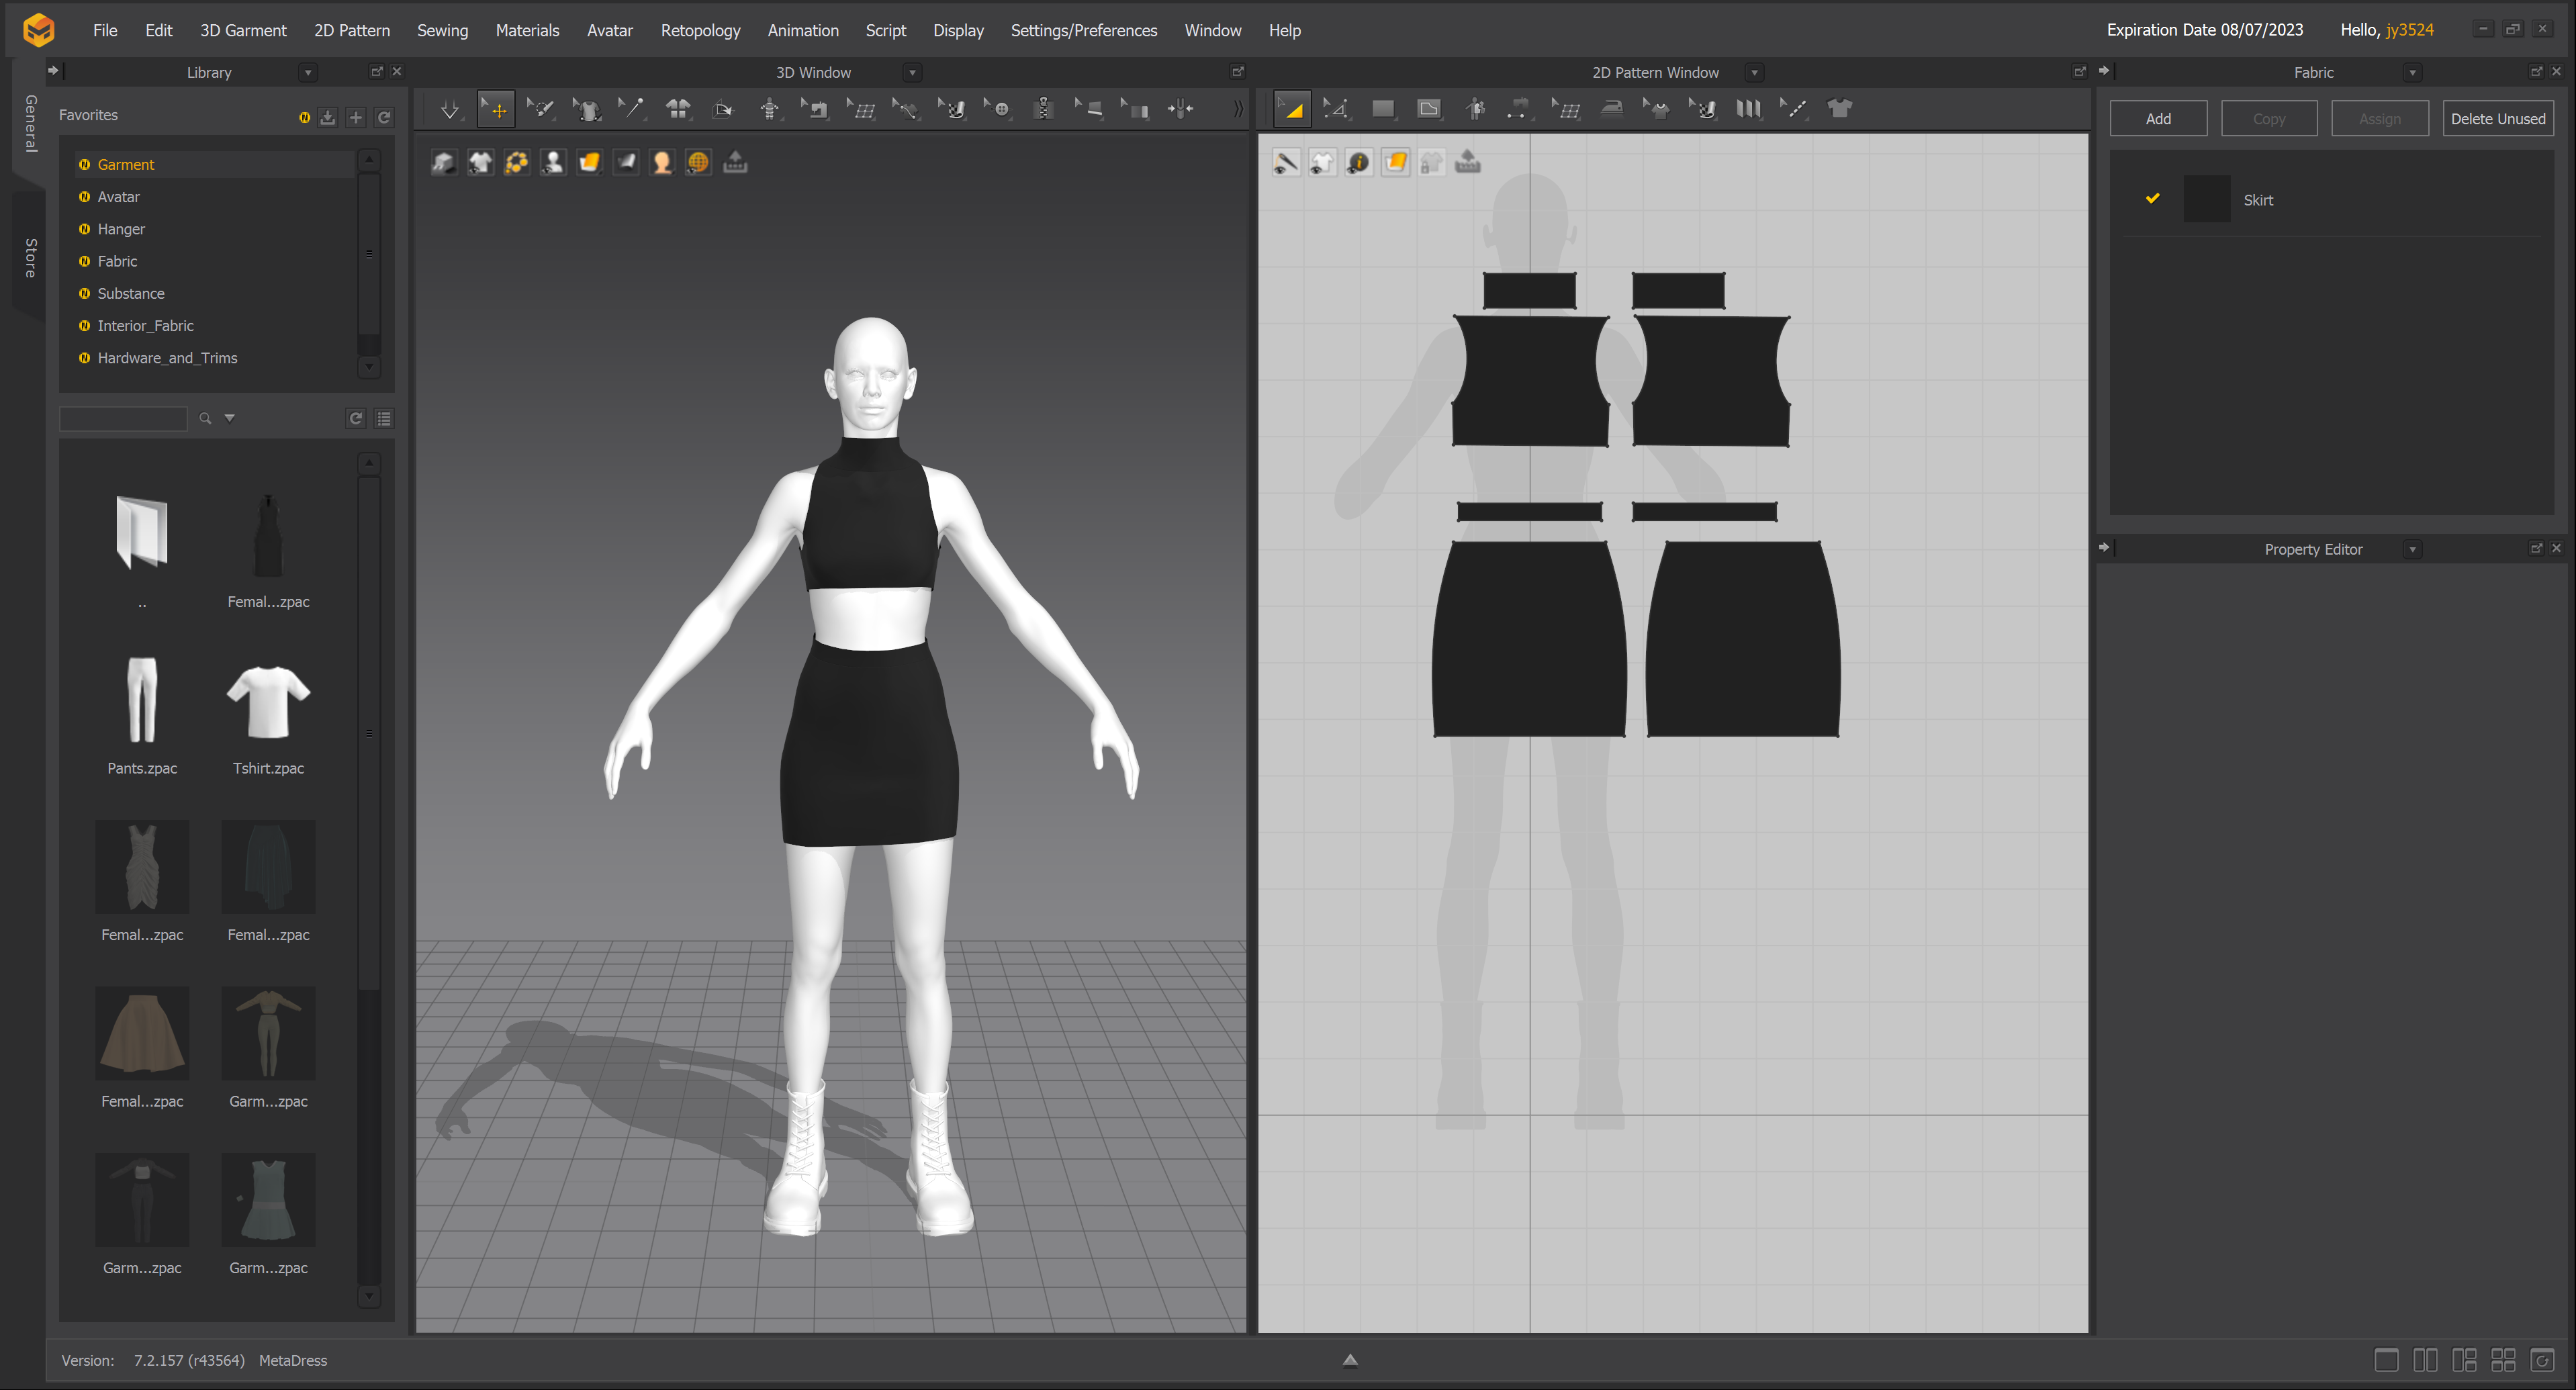 File Edit 3D Garment 2D Pattern Sewing Materials Avatar Retopology Animation Script Display Settings/Preferences Window Help Expiration Date 08/07/2023 Hello, jy3524
Library 3D Window 2D Pattern Window Fabric
General
Store
Favorites
Garment
Avatar
Hanger
Fabric
Substance
Interior_Fabric
Hardware_and_Trims
..
Femal...zpac
Pants.zpac
Tshirt.zpac
Femal...zpac
Femal...zpac
Femal...zpac
Garm...zpac
Garm...zpac
Garm...zpac
Add Copy Assign Delete Unused
Skirt
Property Editor
Version: 7.2.157 (r43564) MetaDress